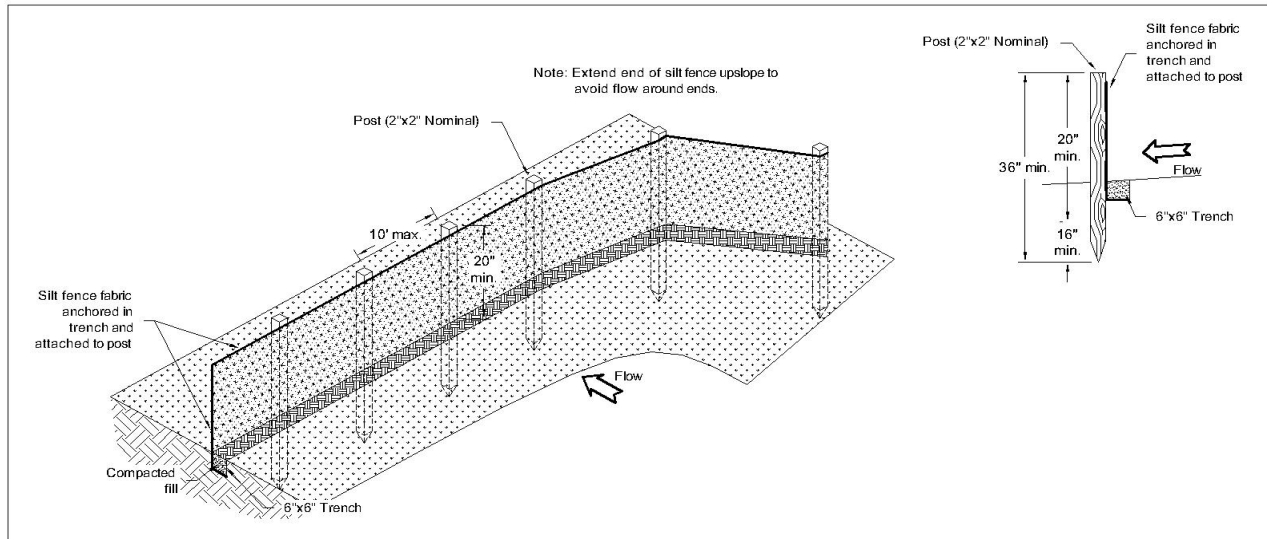 Note: Extend end of silt fence upslope to
avoid flow around ends.
Post (2"x2" Nominal)
10' max.
20"
min.
Silt fence fabric
anchored in
trench and
attached to post
Flow
Compacted
fill
6"x6" Trench
Post (2"x2" Nominal)
Silt fence fabric
anchored in
trench and
attached to post
36" min.
20"
min.
Flow
16"
min.
6"x6" Trench